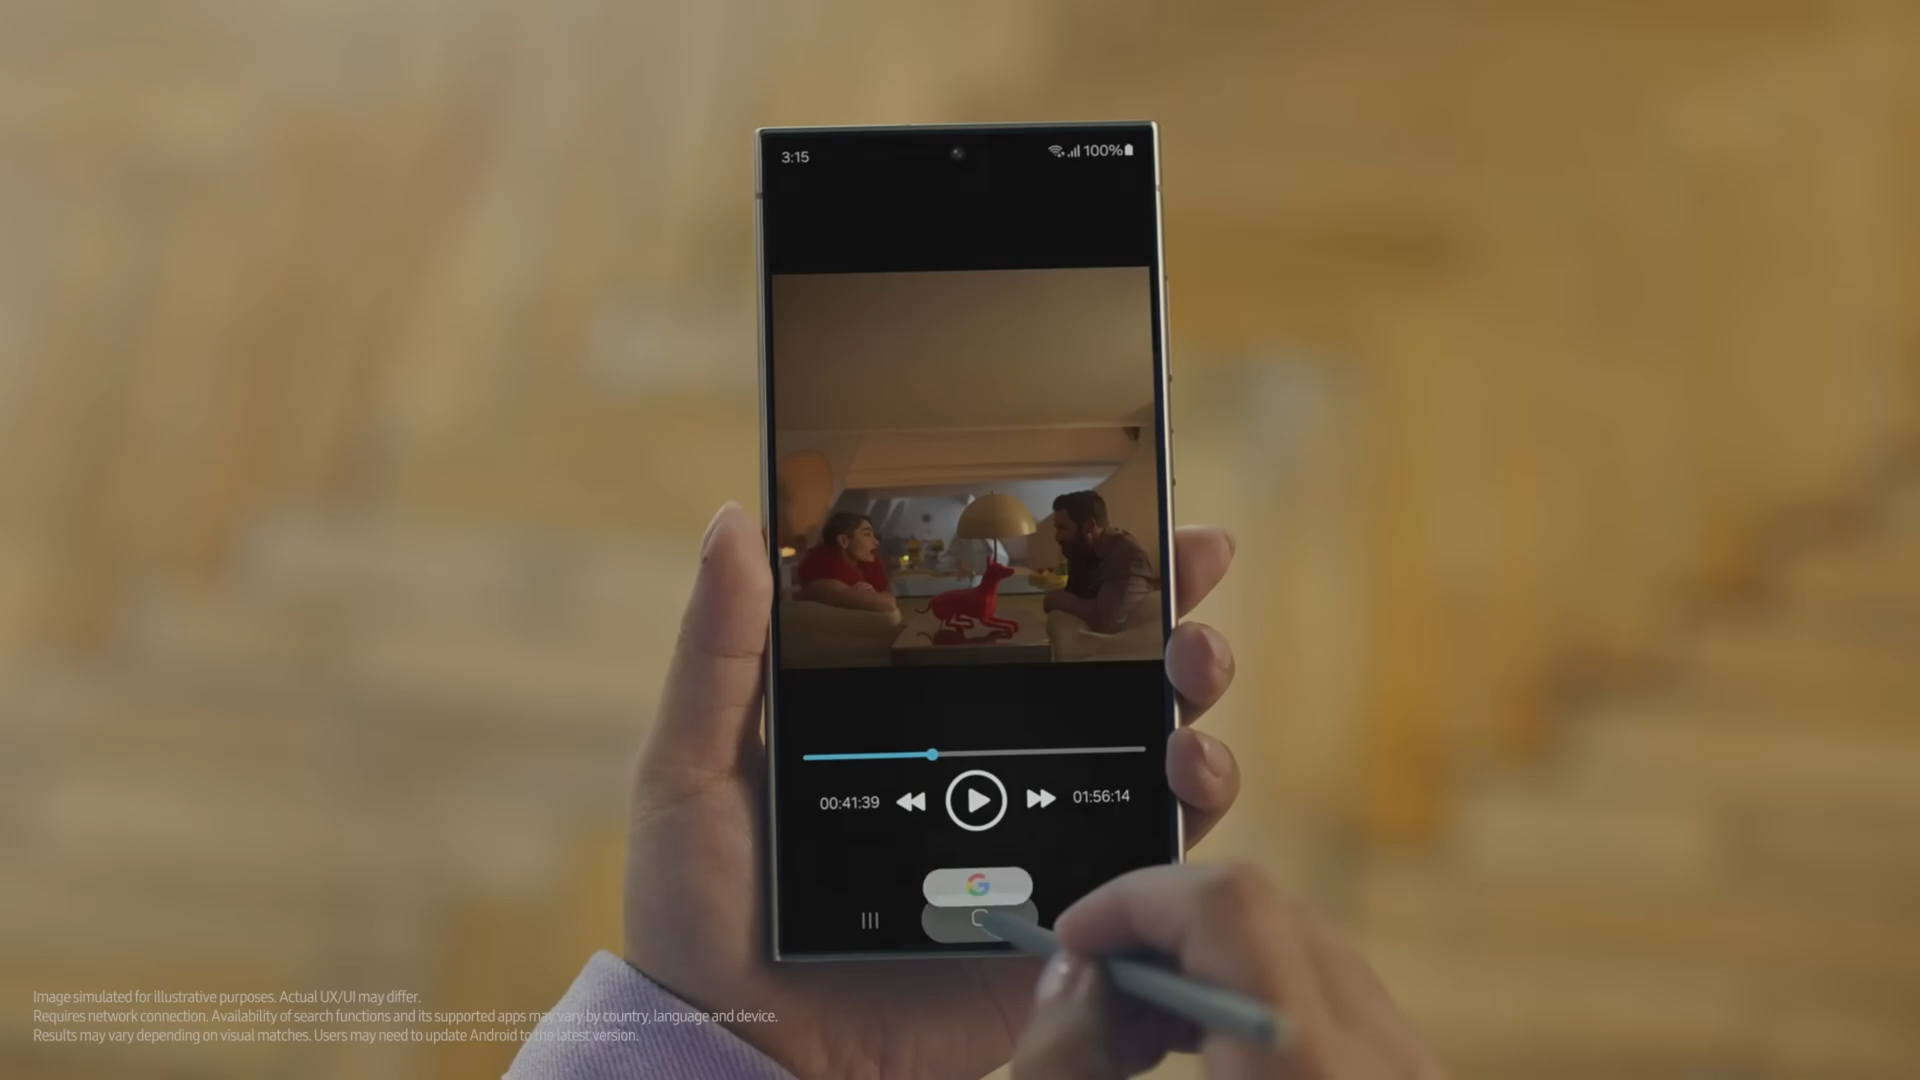 3:15
100%
00:41:39
01:56:14
G
Image simulated for illustrative purposes. Actual UX/UI may differ.
Requires network connection. Availability of search functions and its supported apps may vary by country, language and device.
Results may vary depending on visual matches. Users may need to update Android to the latest version.